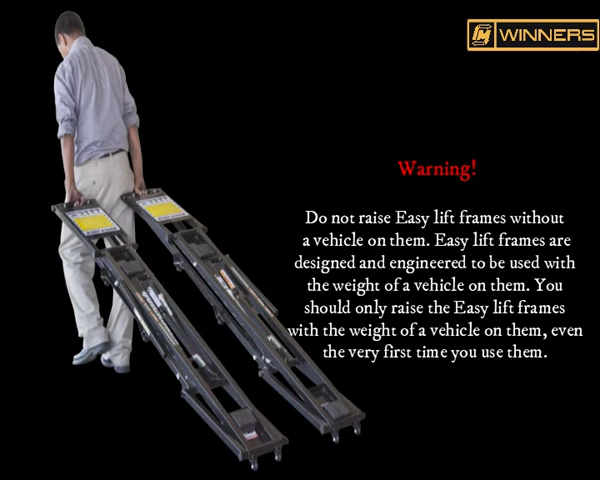 WINNERS
Warning!
Do not raise Easy lift frames without
a vehicle on them. Easy lift frames are
designed and engineered to be used with
the weight of a vehicle on them. You
should only raise the Easy lift frames
with the weight of a vehicle on them, even
the very first time you use them.